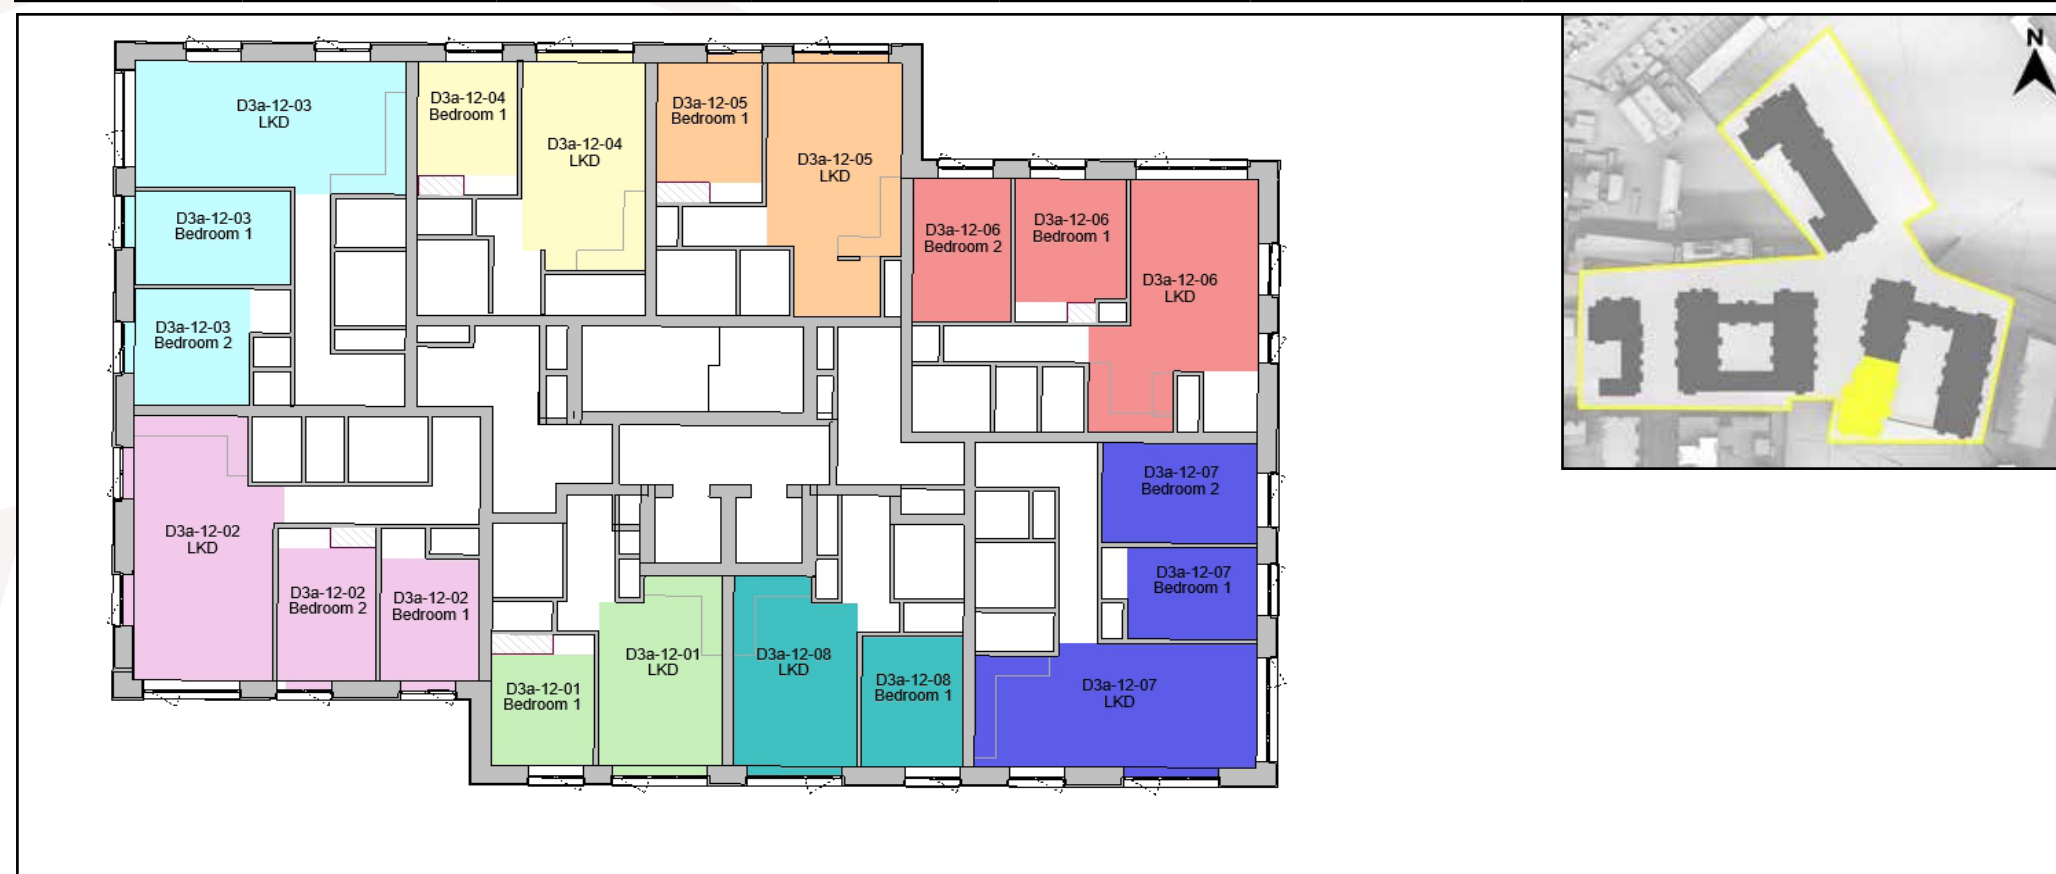 N
D3a-12-03
LKD
D3a-12-04
Bedroom 1
D3a-12-04
LKD
D3a-12-05
Bedroom 1
D3a-12-05
LKD
D3a-12-03
Bedroom 1
D3a-12-06
Bedroom 2
D3a-12-06
Bedroom 1
D3a-12-06
LKD
D3a-12-03
Bedroom 2
D3a-12-02
LKD
D3a-12-07
Bedroom 2
D3a-12-07
Bedroom 1
D3a-12-02
Bedroom 2
D3a-12-02
Bedroom 1
D3a-12-01
Bedroom 1
D3a-12-01
LKD
D3a-12-08
LKD
D3a-12-08
Bedroom 1
D3a-12-07
LKD